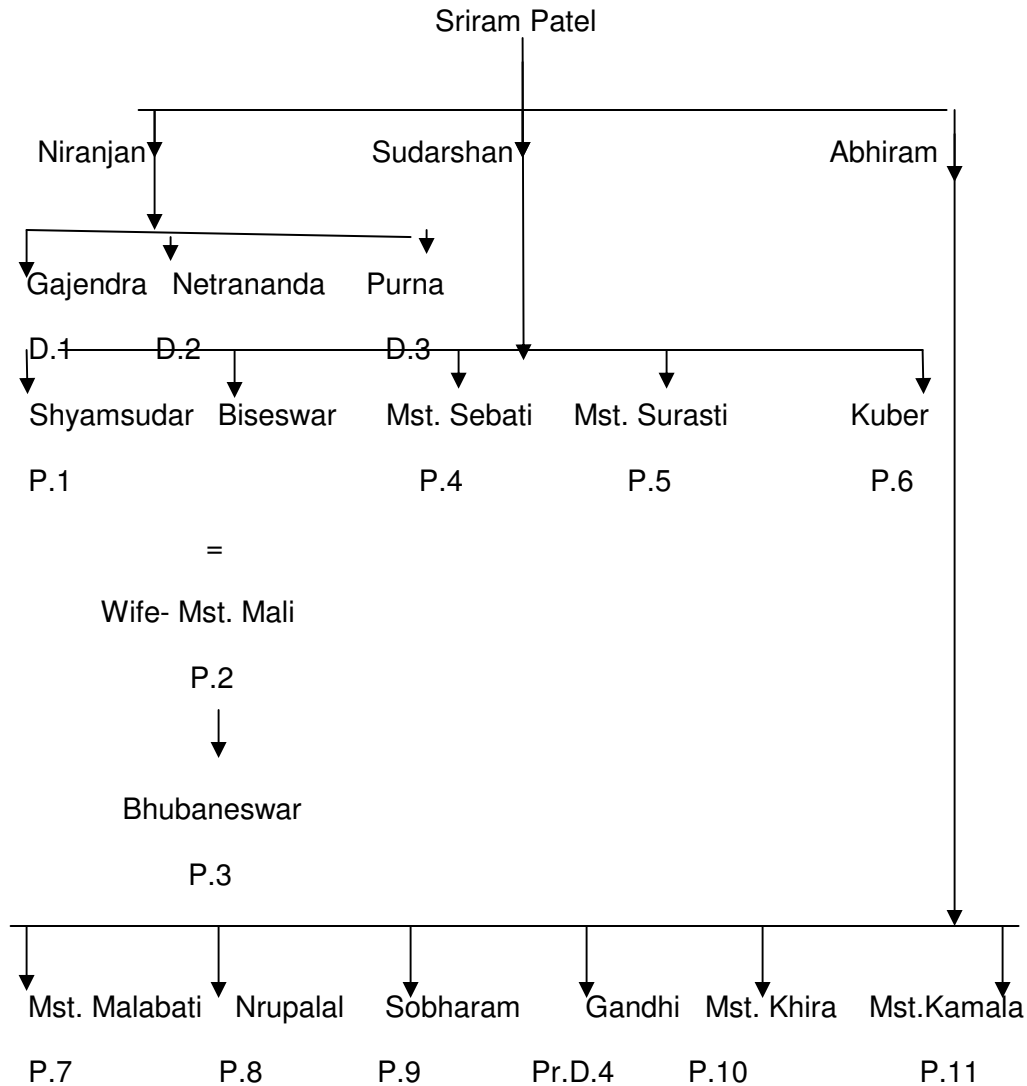 Sriram Patel
Niranjan Sudarshan Abhiram
Gajendra Netrananda Purna
D.1 D.2 D.3
Shyamsudar Biseswar Mst. Sebati Mst. Surasti Kuber
P.1 P.4 P.5 P.6
=
Wife- Mst. Mali
P.2
Bhubaneswar
P.3
Mst. Malabati Nrupalal Sobharam Gandhi Mst. Khira Mst.Kamala
P.7 P.8 P.9 Pr.D.4 P.10 P.11